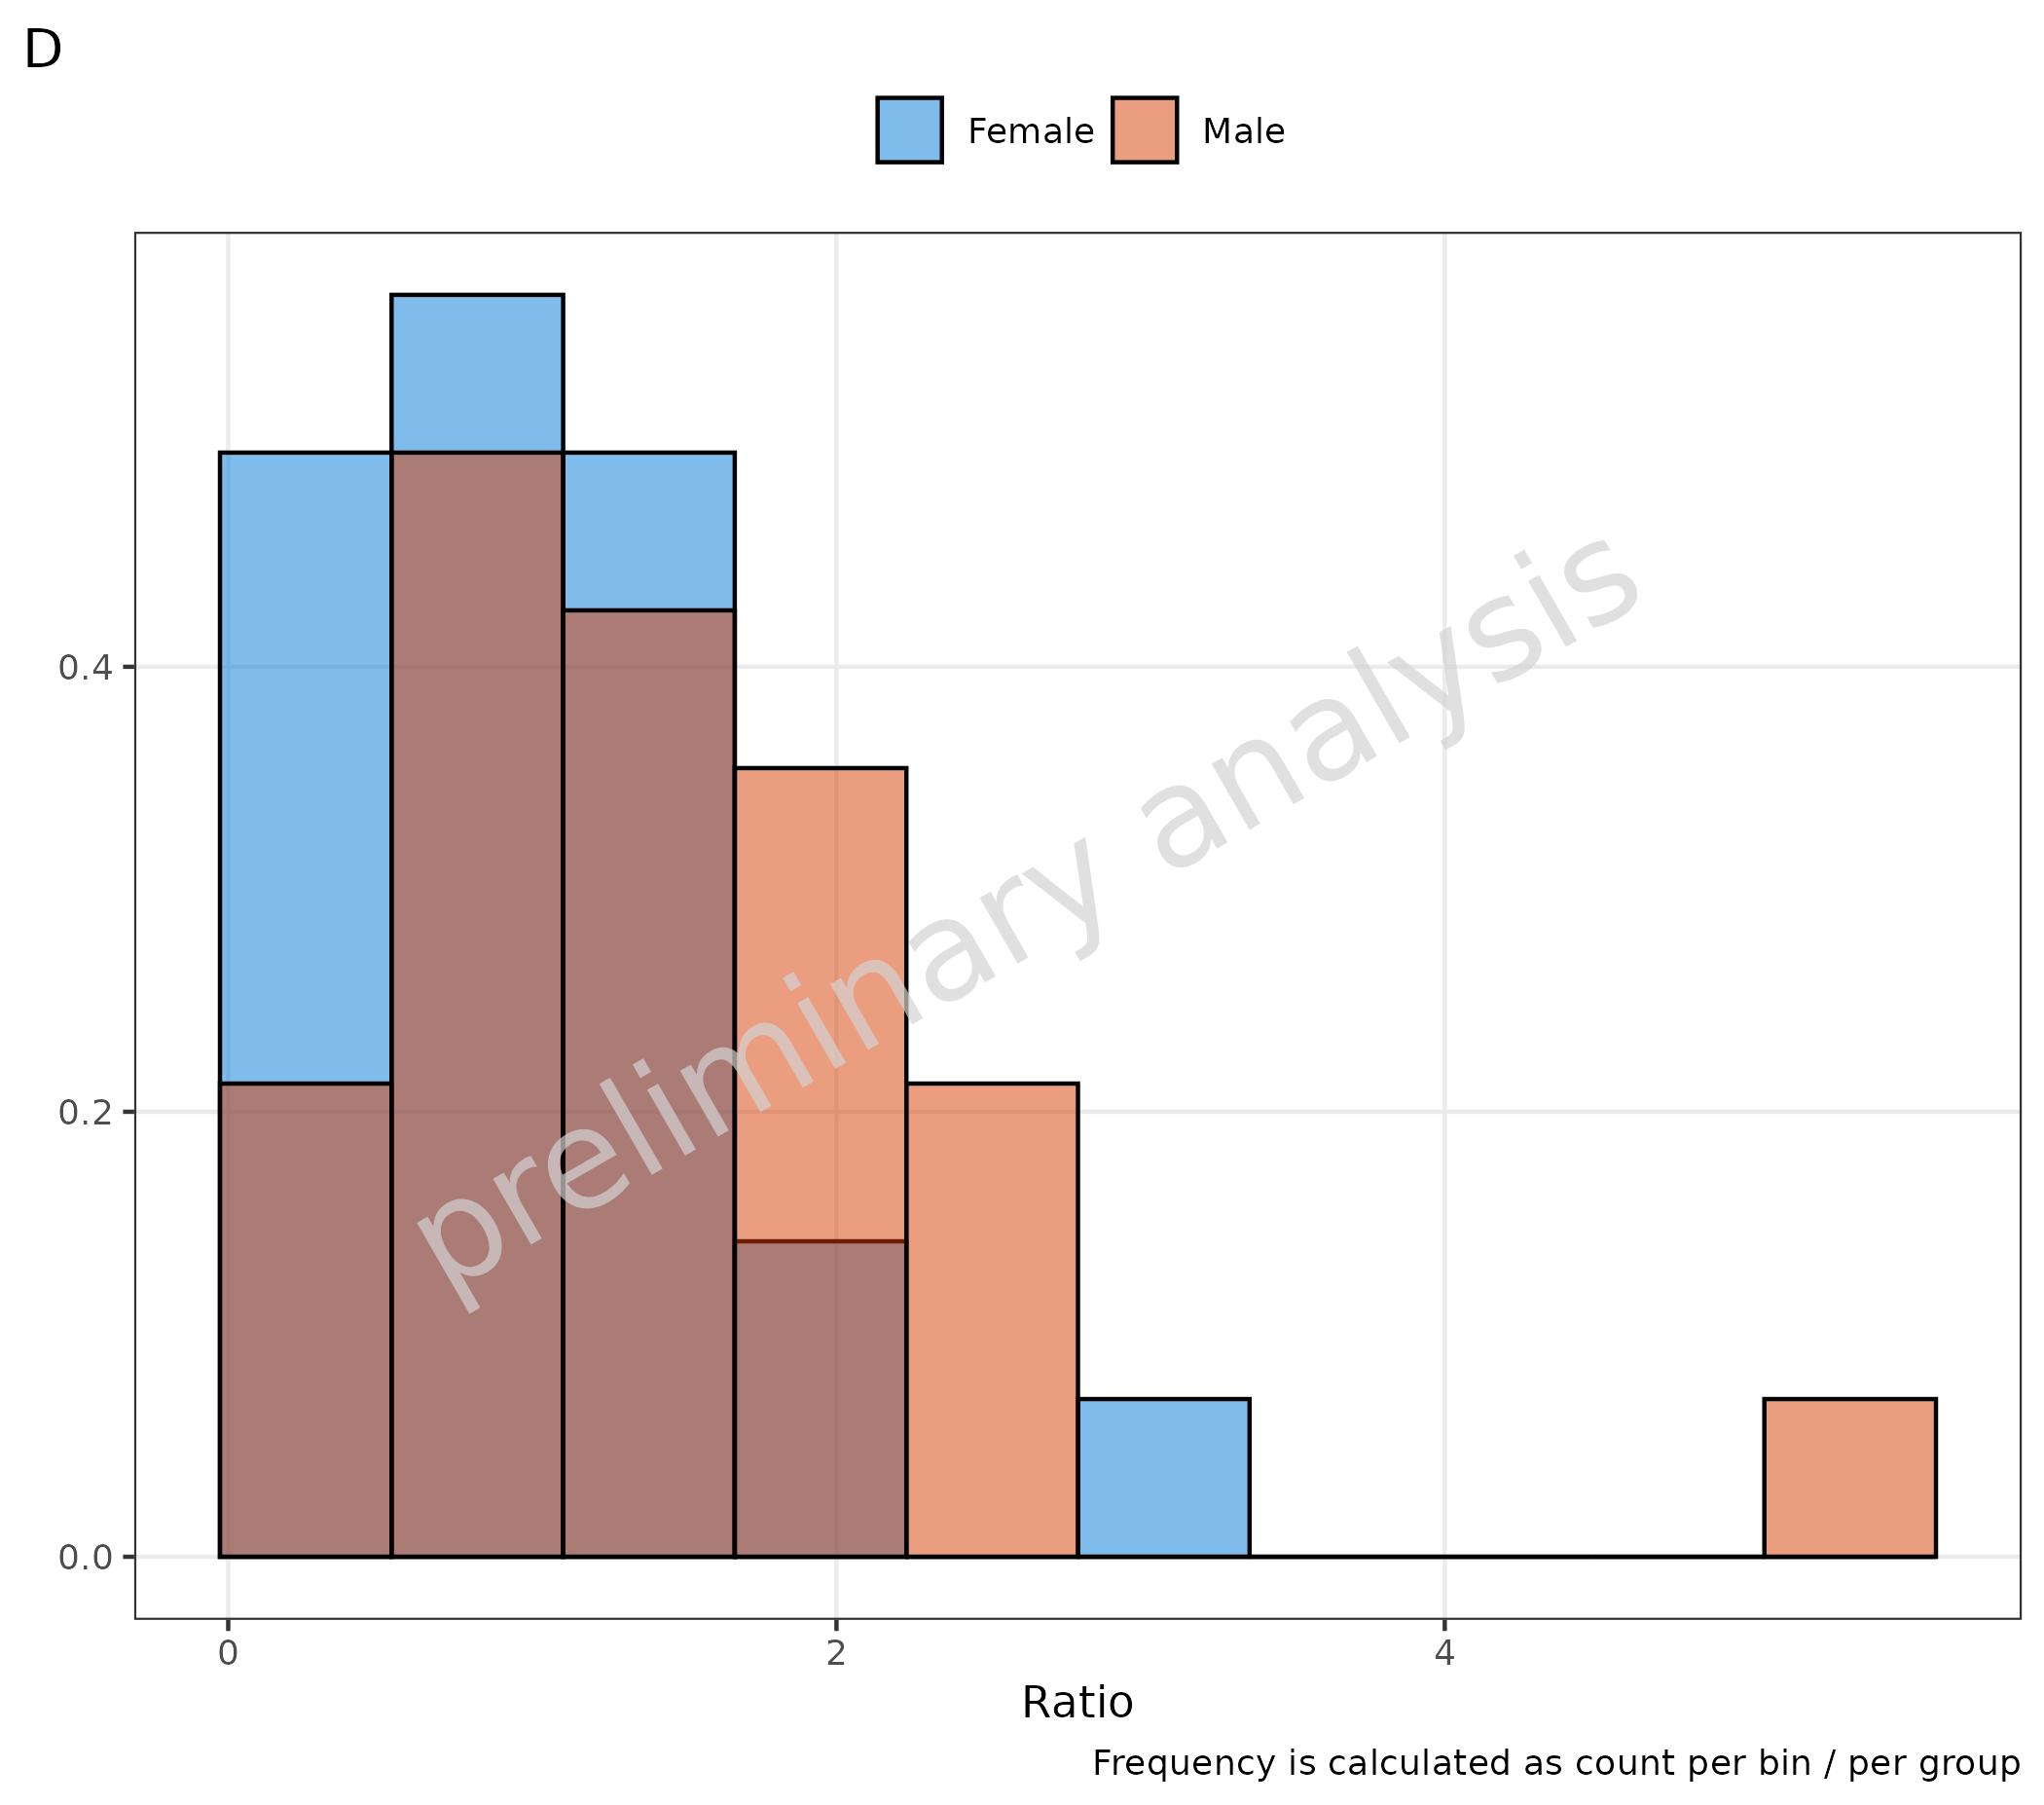 D
Female Male
0.4
0.2
0.0
preliminary analysis
0 2 4
Ratio
Frequency is calculated as count per bin / per group